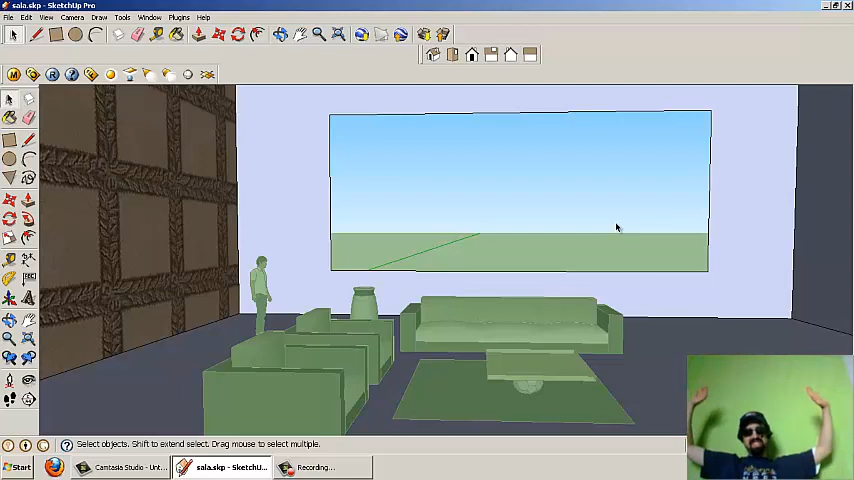 sala.skp - SketchUp Pro
File Edit View Camera Draw Tools Window Plugins Help
Select objects. Shift to extend select. Drag mouse to select multiple.
Start Camtasia Studio - Unt... sala.skp - SketchU... Recording...